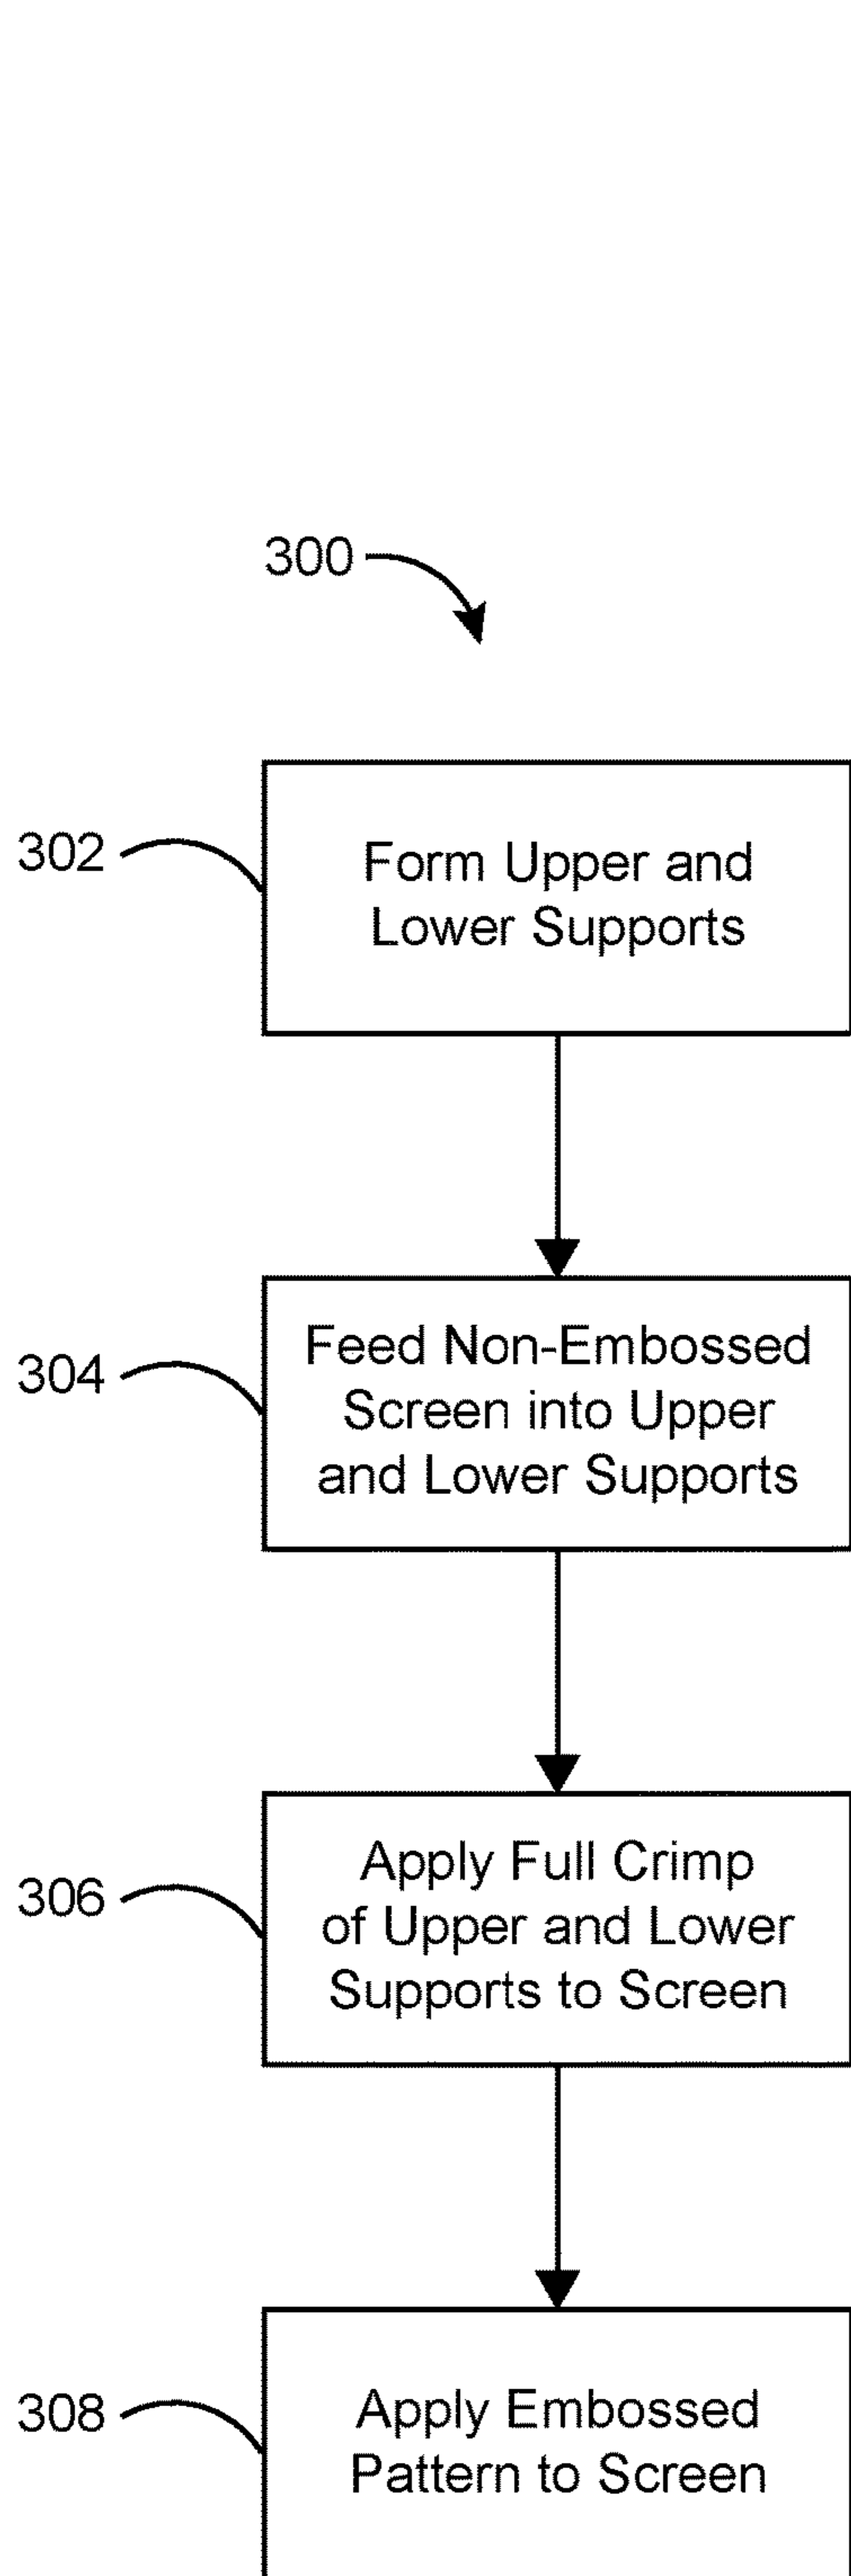 300
302
Form Upper and
Lower Supports
304
Feed Non-Embossed
Screen into Upper
and Lower Supports
306
Apply Full Crimp
of Upper and Lower
Supports to Screen
308
Apply Embossed
Pattern to Screen